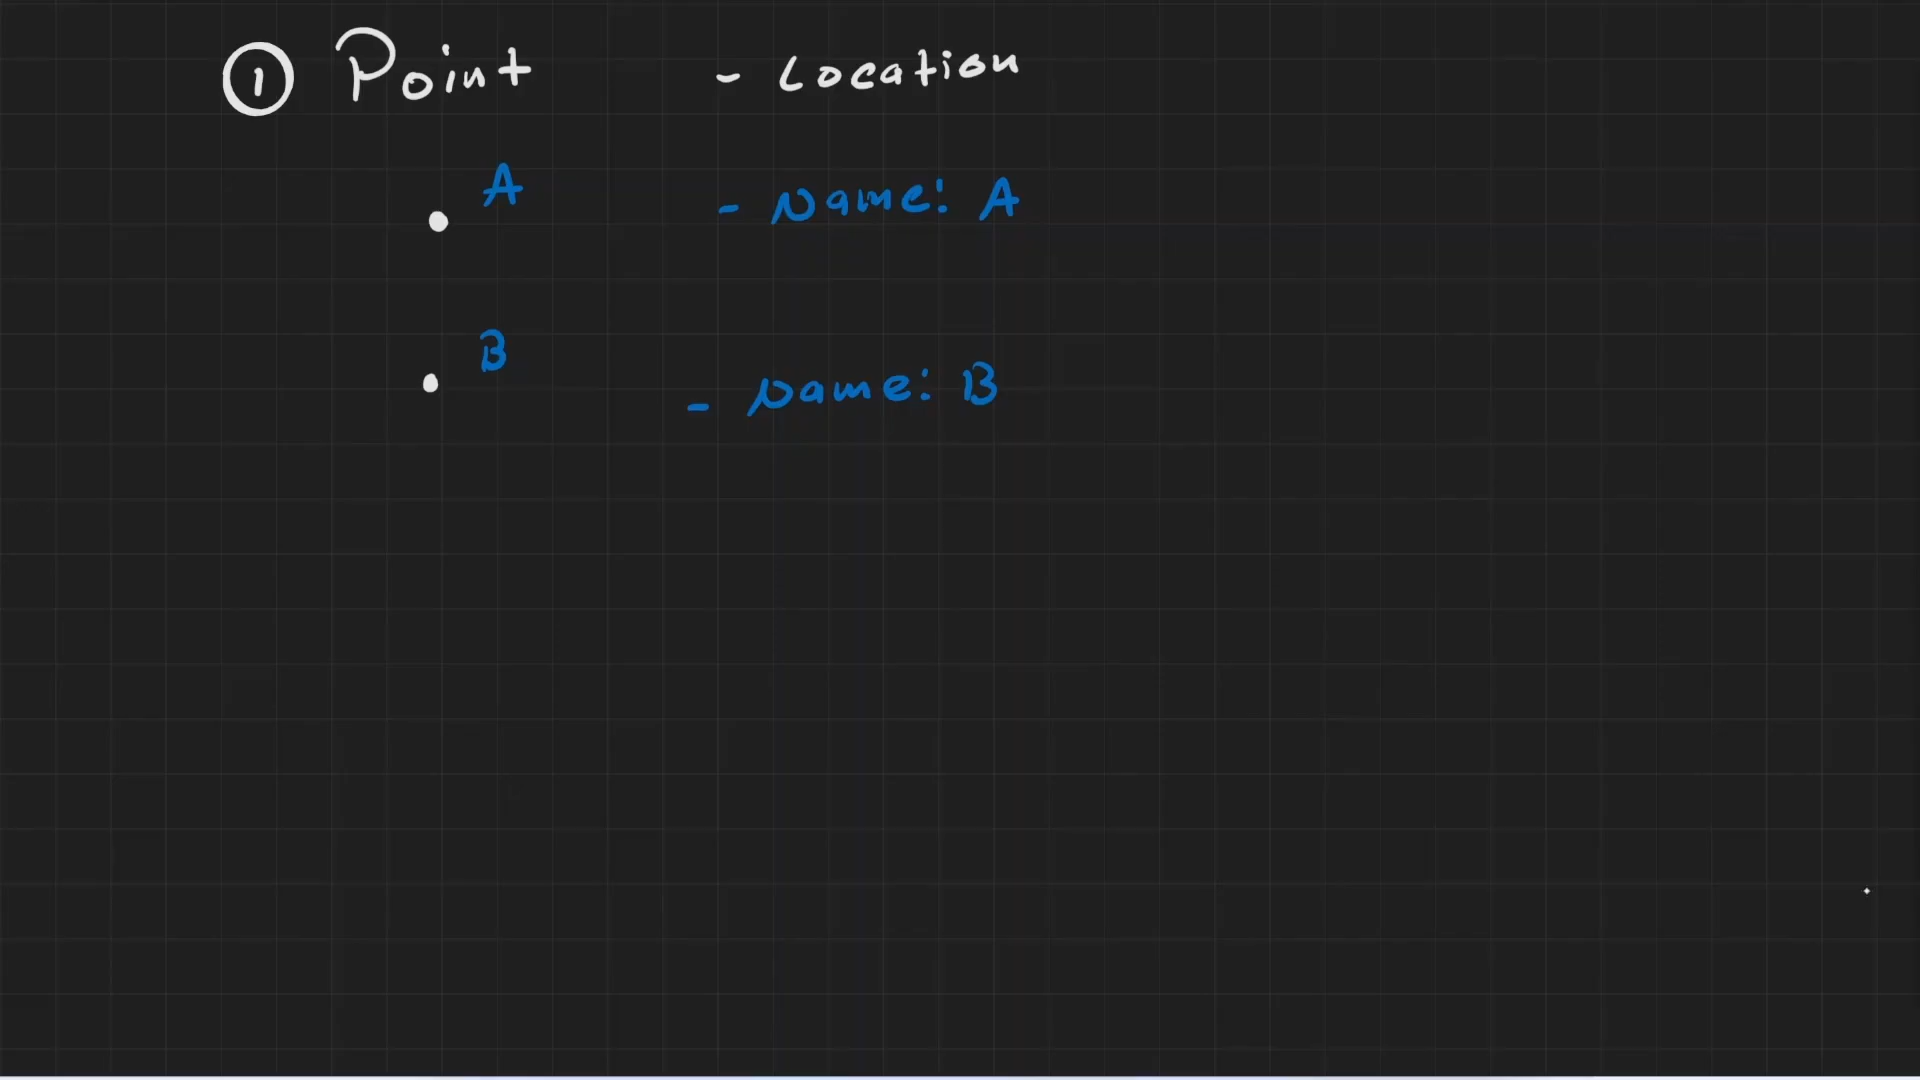 ① Point - Location
A - Name: A
B
- Name: B